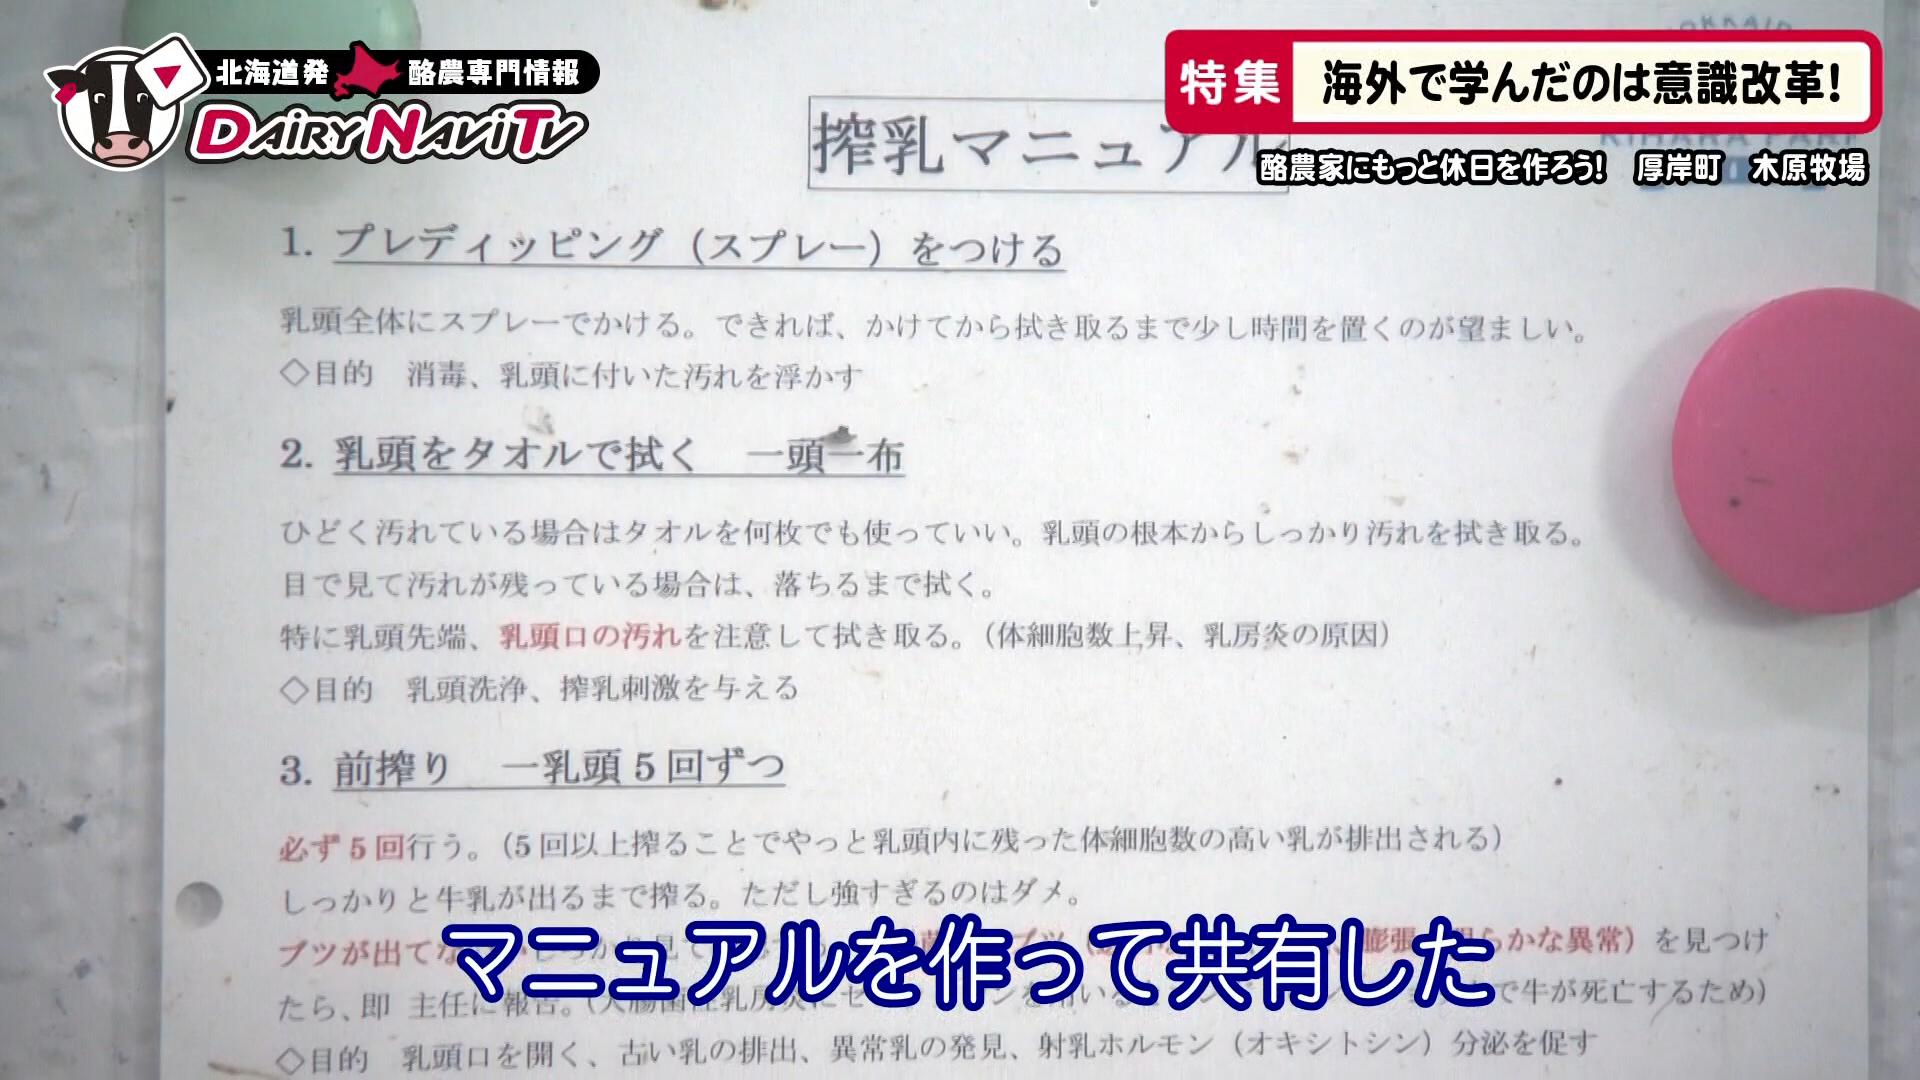 北海道発 酪農専門情報
DAIRY NAVI TV
特集 海外で学んだのは意識改革!
酪農家にもっと休日を作ろう! 厚岸町 木原牧場
搾乳マニュアル
1. プレディッピング(スプレー)をつける
乳頭全体にスプレーでかける。できれば、かけてから拭き取るまで少し時間を置くのが望ましい。
◇目的 消毒、乳頭に付いた汚れを浮かす
2. 乳頭をタオルで拭く 一頭一布
ひどく汚れている場合はタオルを何枚でも使っていい。乳頭の根本からしっかり汚れを拭き取る。
目で見て汚れが残っている場合は、落ちるまで拭く。
特に乳頭先端、乳頭口の汚れを注意して拭き取る。(体細胞数上昇、乳房炎の原因)
◇目的 乳頭洗浄、搾乳刺激を与える
3. 前搾り 一乳頭5回ずつ
必ず5回行う。(5回以上搾ることでやっと乳頭内に残った体細胞数の高い乳が排出される)
しっかりと牛乳が出るまで搾る。ただし強すぎるのはダメ。
ブツが出てな を見つけ
たら、即 主任に報告。 で牛が死亡するため)
マニュアルを作って共有した
◇目的 乳頭口を開く、古い乳の排出、異常乳の発見、射乳ホルモン(オキシトシン)分泌を促す